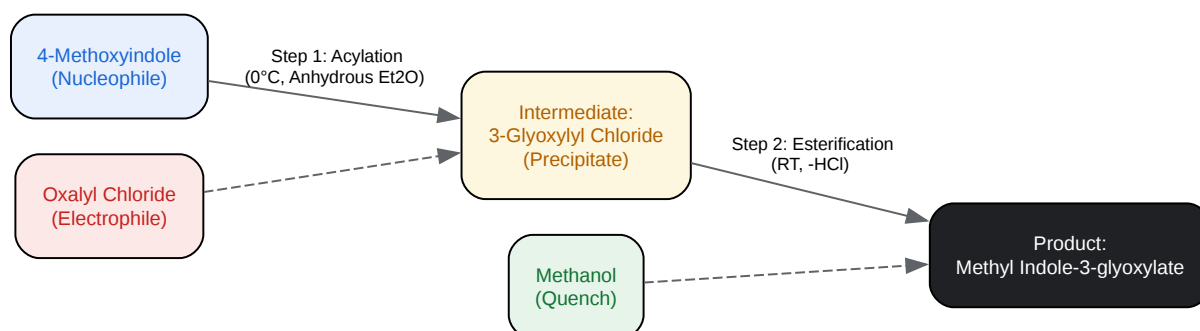 4-Methoxyindole
(Nucleophile)
Step 1: Acylation
(0°C, Anhydrous Et2O)
Oxalyl Chloride
(Electrophile)
Intermediate:
3-Glyoxylyl Chloride
(Precipitate)
Step 2: Esterification
(RT, -HCl)
Methanol
(Quench)
Product:
Methyl Indole-3-glyoxylate